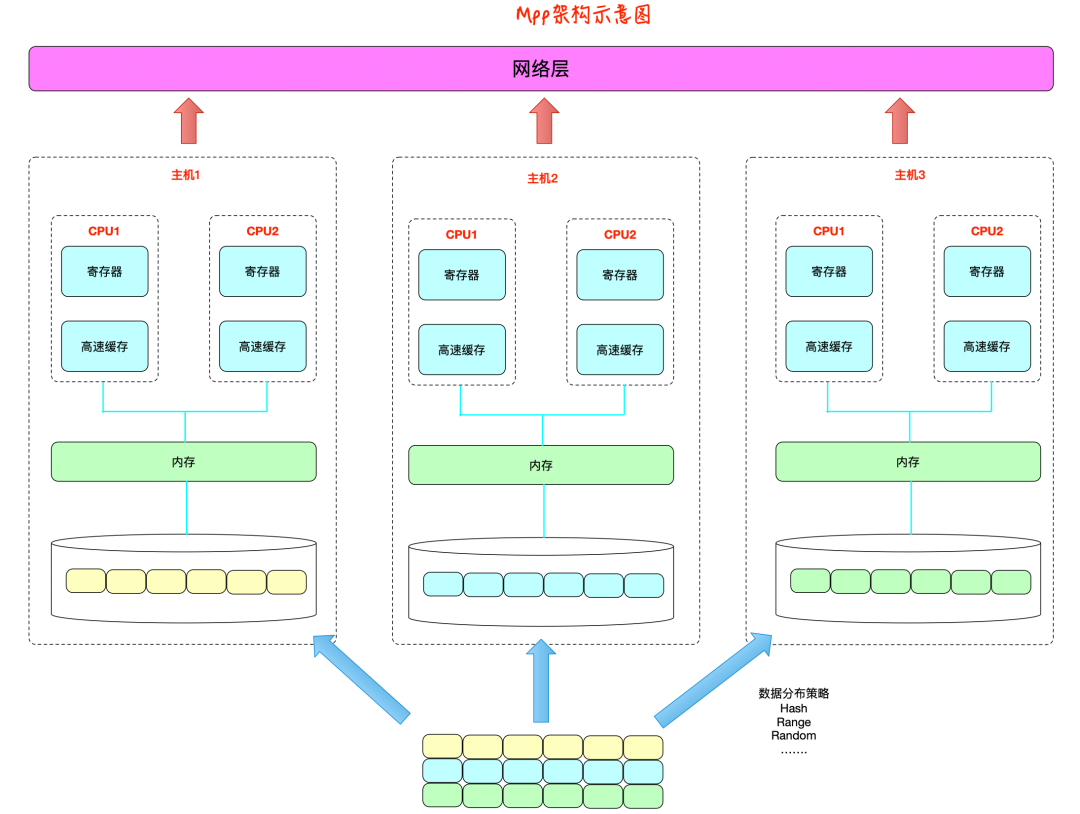 Mpp架构示意图
网络层
主机1
CPU1
CPU2
寄存器
寄存器
高速缓存
高速缓存
内存
主机2
CPU1
CPU2
寄存器
寄存器
高速缓存
高速缓存
内存
主机3
CPU1
CPU2
寄存器
寄存器
高速缓存
高速缓存
内存
数据分布策略
Hash
Range
Random
.......